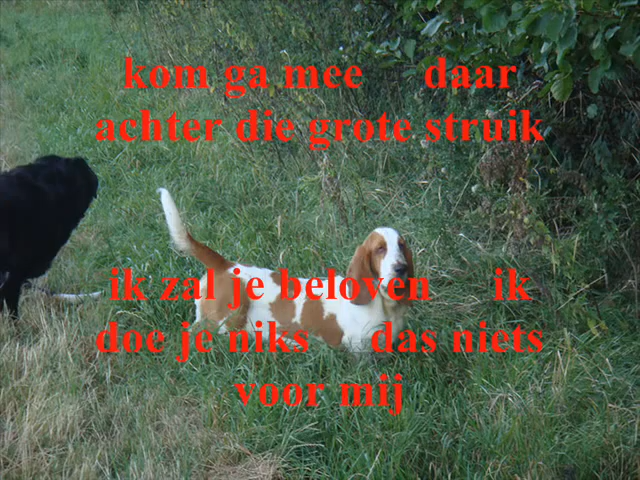 kom ga mee daar
achter die grote struik
ik zal je beloven ik
doe je niks das niets
voor mij